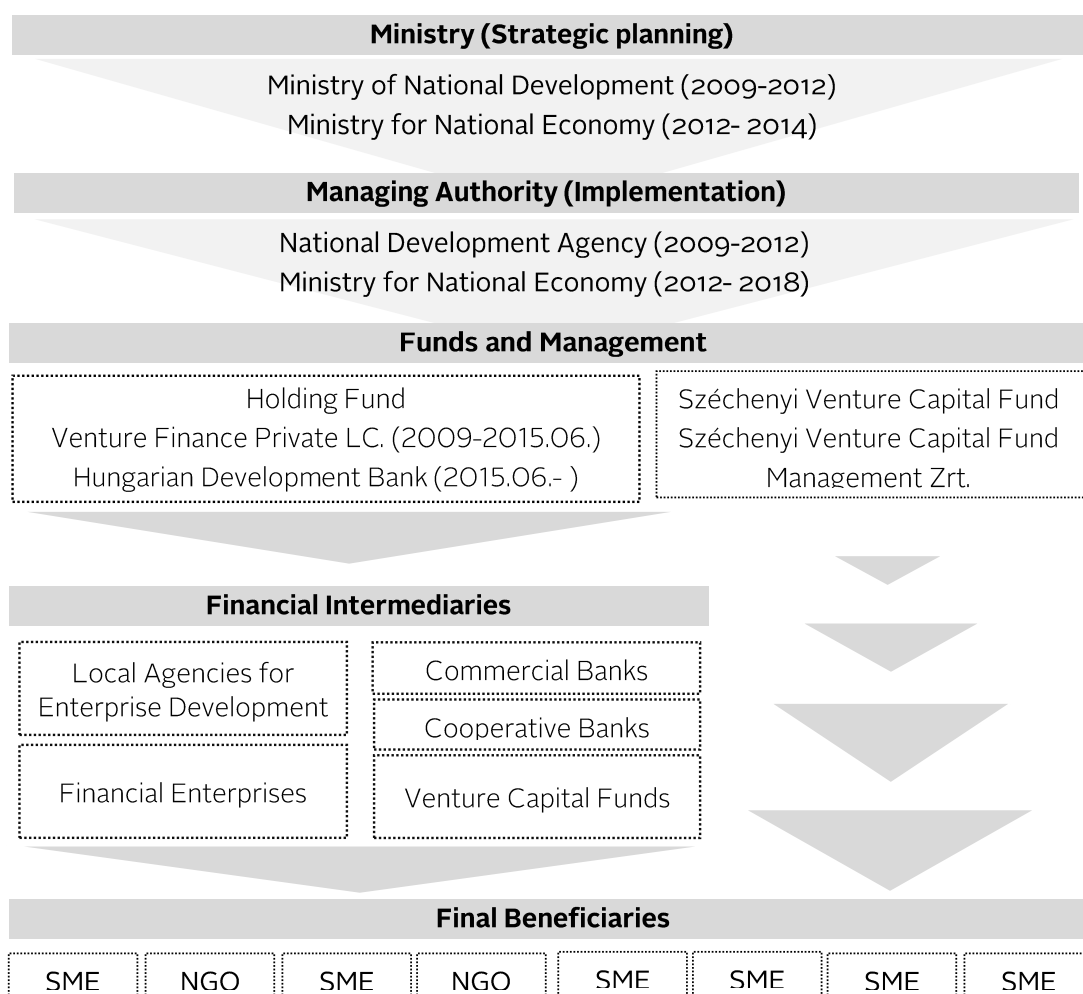 Ministry (Strategic planning)
Ministry of National Development (2009-2012)
Ministry for National Economy (2012- 2014)
Managing Authority (Implementation)
National Development Agency (2009-2012)
Ministry for National Economy (2012- 2018)
Funds and Management
Holding Fund
Venture Finance Private LC. (2009-2015.06.)
Hungarian Development Bank (2015.06.- )
Széchenyi Venture Capital Fund
Széchenyi Venture Capital Fund
Management Zrt.
Financial Intermediaries
Local Agencies for
Enterprise Development
Financial Enterprises
Commercial Banks
Cooperative Banks
Venture Capital Funds
Final Beneficiaries
SME
NGO
SME
NGO
SME
SME
SME
SME